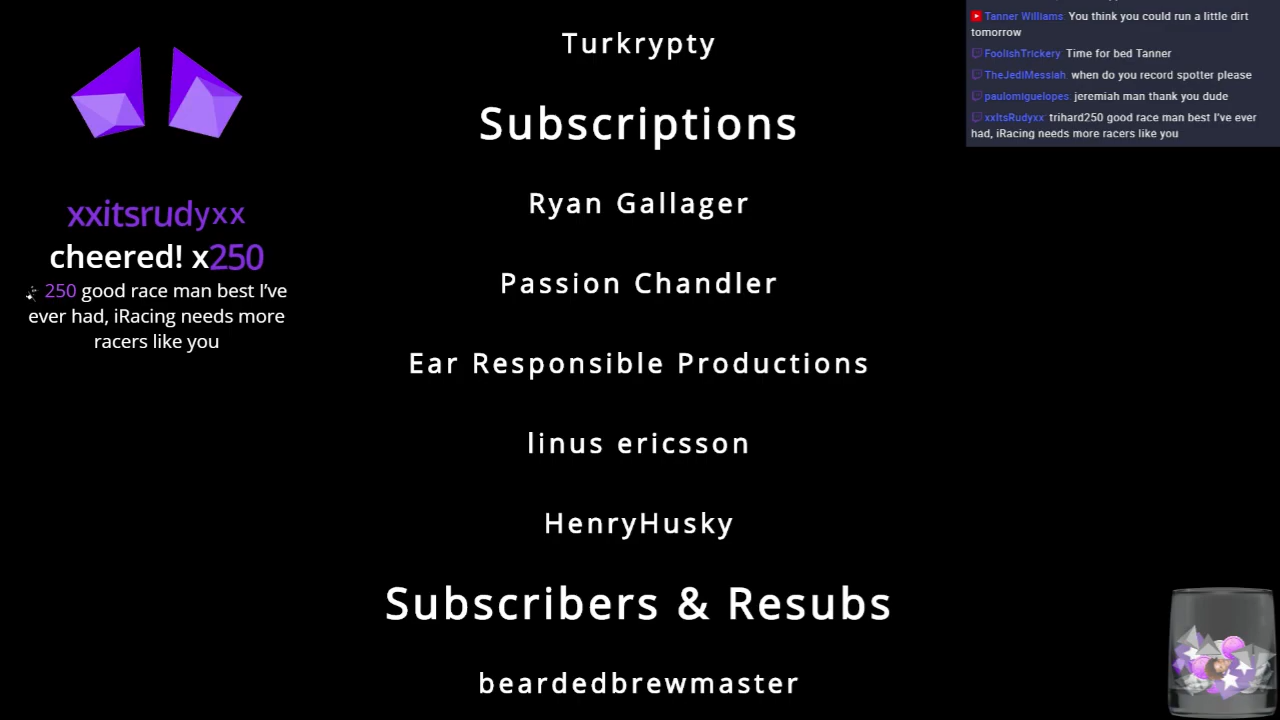 Turkrypty
Subscriptions
Ryan Gallager
Passion Chandler
Ear Responsible Productions
linus ericsson
HenryHusky
Subscribers & Resubs
beardedbrewmaster
xxitsrudyxx
cheered! x250
250 good race man best I’ve
ever had, iRacing needs more
racers like you
Tanner Williams: You think you could run a little dirt
tomorrow
FoolishTrickery: Time for bed Tanner
TheJediMessiah: when do you record spotter please
paulomiguelopes: jeremiah man thank you dude
xxItsRudyxx: trihard250 good race man best I've ever
had, iRacing needs more racers like you